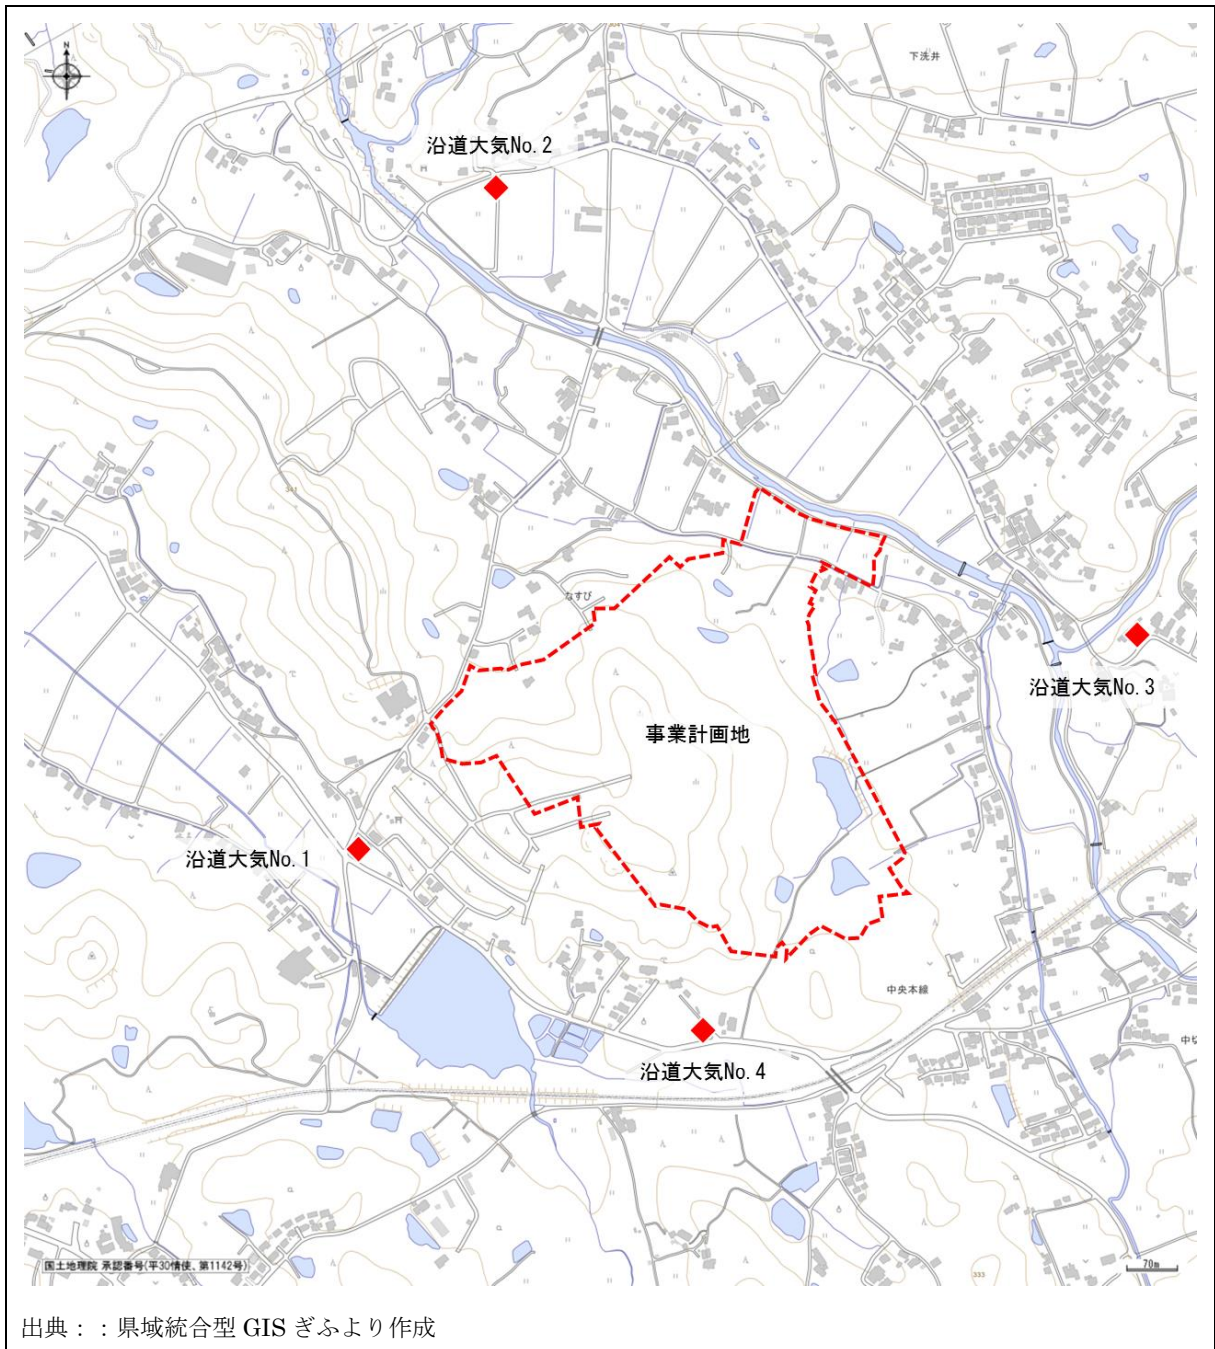 N
下洗井
沿道大気No. 2
341
なすび
沿道大気No. 3
事業計画地
沿道大気No. 1
中央本線
中切
沿道大気No. 4
国土地理院 承認番号(平30情使、第1142号)
70m
333
出典：：県域統合型 GIS ぎふより作成